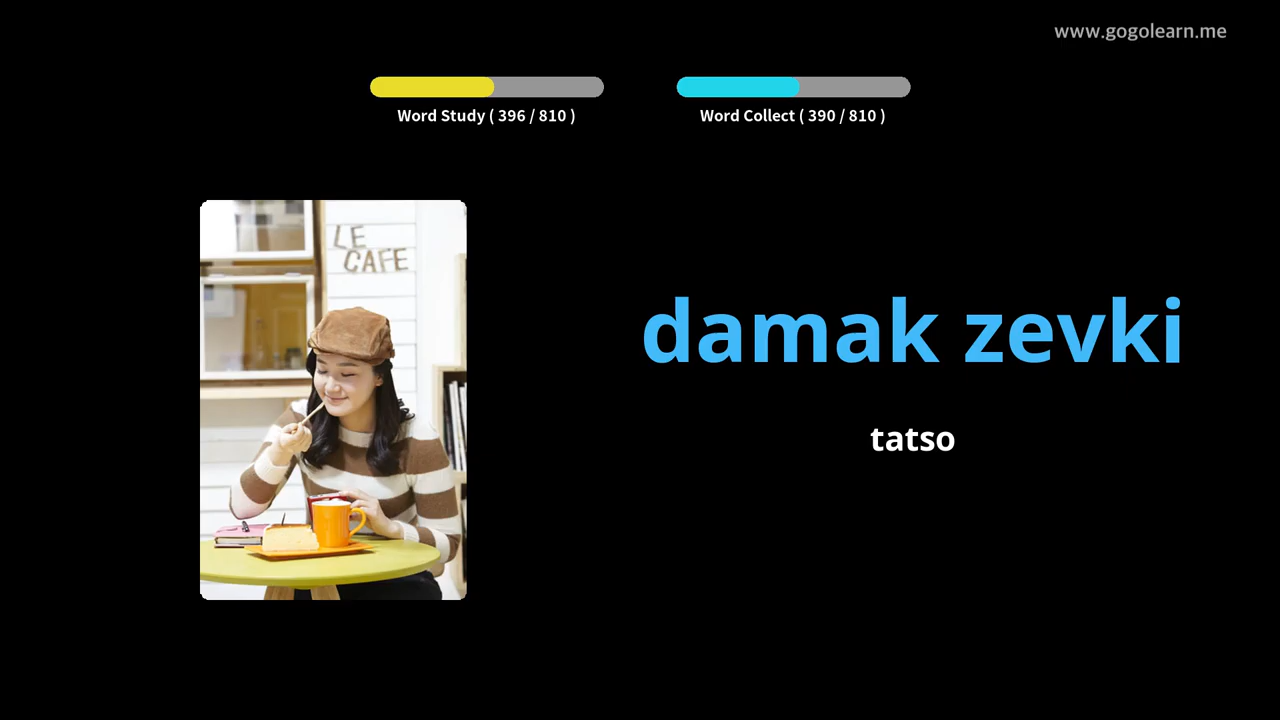 www.gogolearn.me
Word Study ( 396 / 810 )
Word Collect ( 390 / 810 )
LE
CAFE
damak zevki
tatso